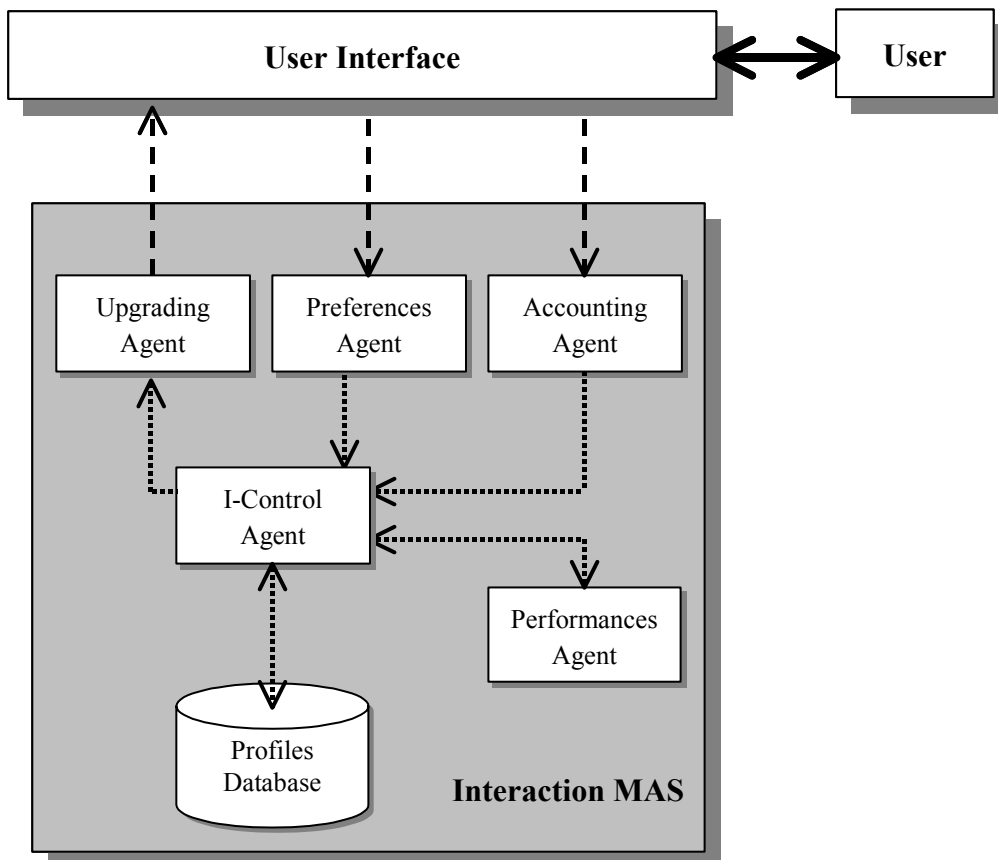 User Interface
User
Upgrading
Agent
Preferences
Agent
Accounting
Agent
I-Control
Agent
Performances
Agent
Profiles
Database
Interaction MAS